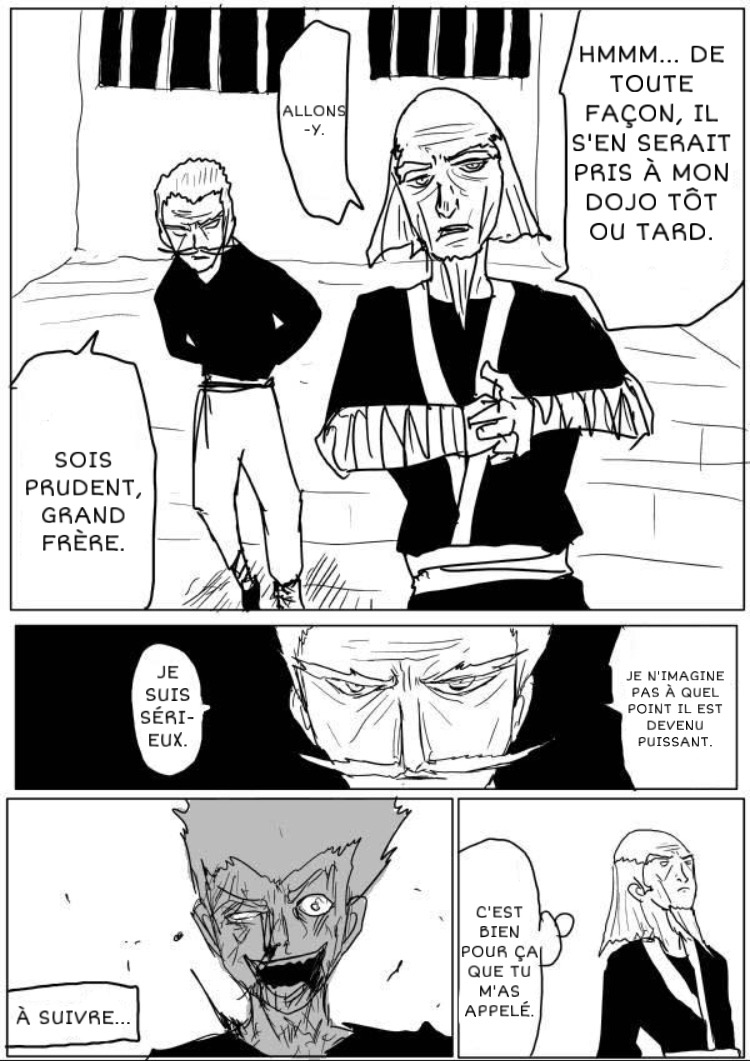 HMMM... DE
TOUTE
FAÇON, IL
S'EN SERAIT
PRIS À MON
DOJO TÔT
OU TARD.
ALLONS
-Y.
SOIS
PRUDENT,
GRAND
FRÈRE.
JE N'IMAGINE
PAS À QUEL
POINT IL EST
DEVENU
PUISSANT.
JE
SUIS
SÉRI-
EUX.
C'EST
BIEN
POUR ÇA
QUE TU
M'AS
APPELÉ.
À SUIVRE...